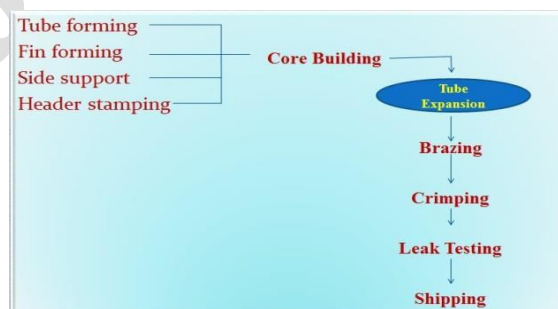 Tube forming
Fin forming
Side support
Header stamping
Core Building
Tube
Expansion
Brazing
Crimping
Leak Testing
Shipping